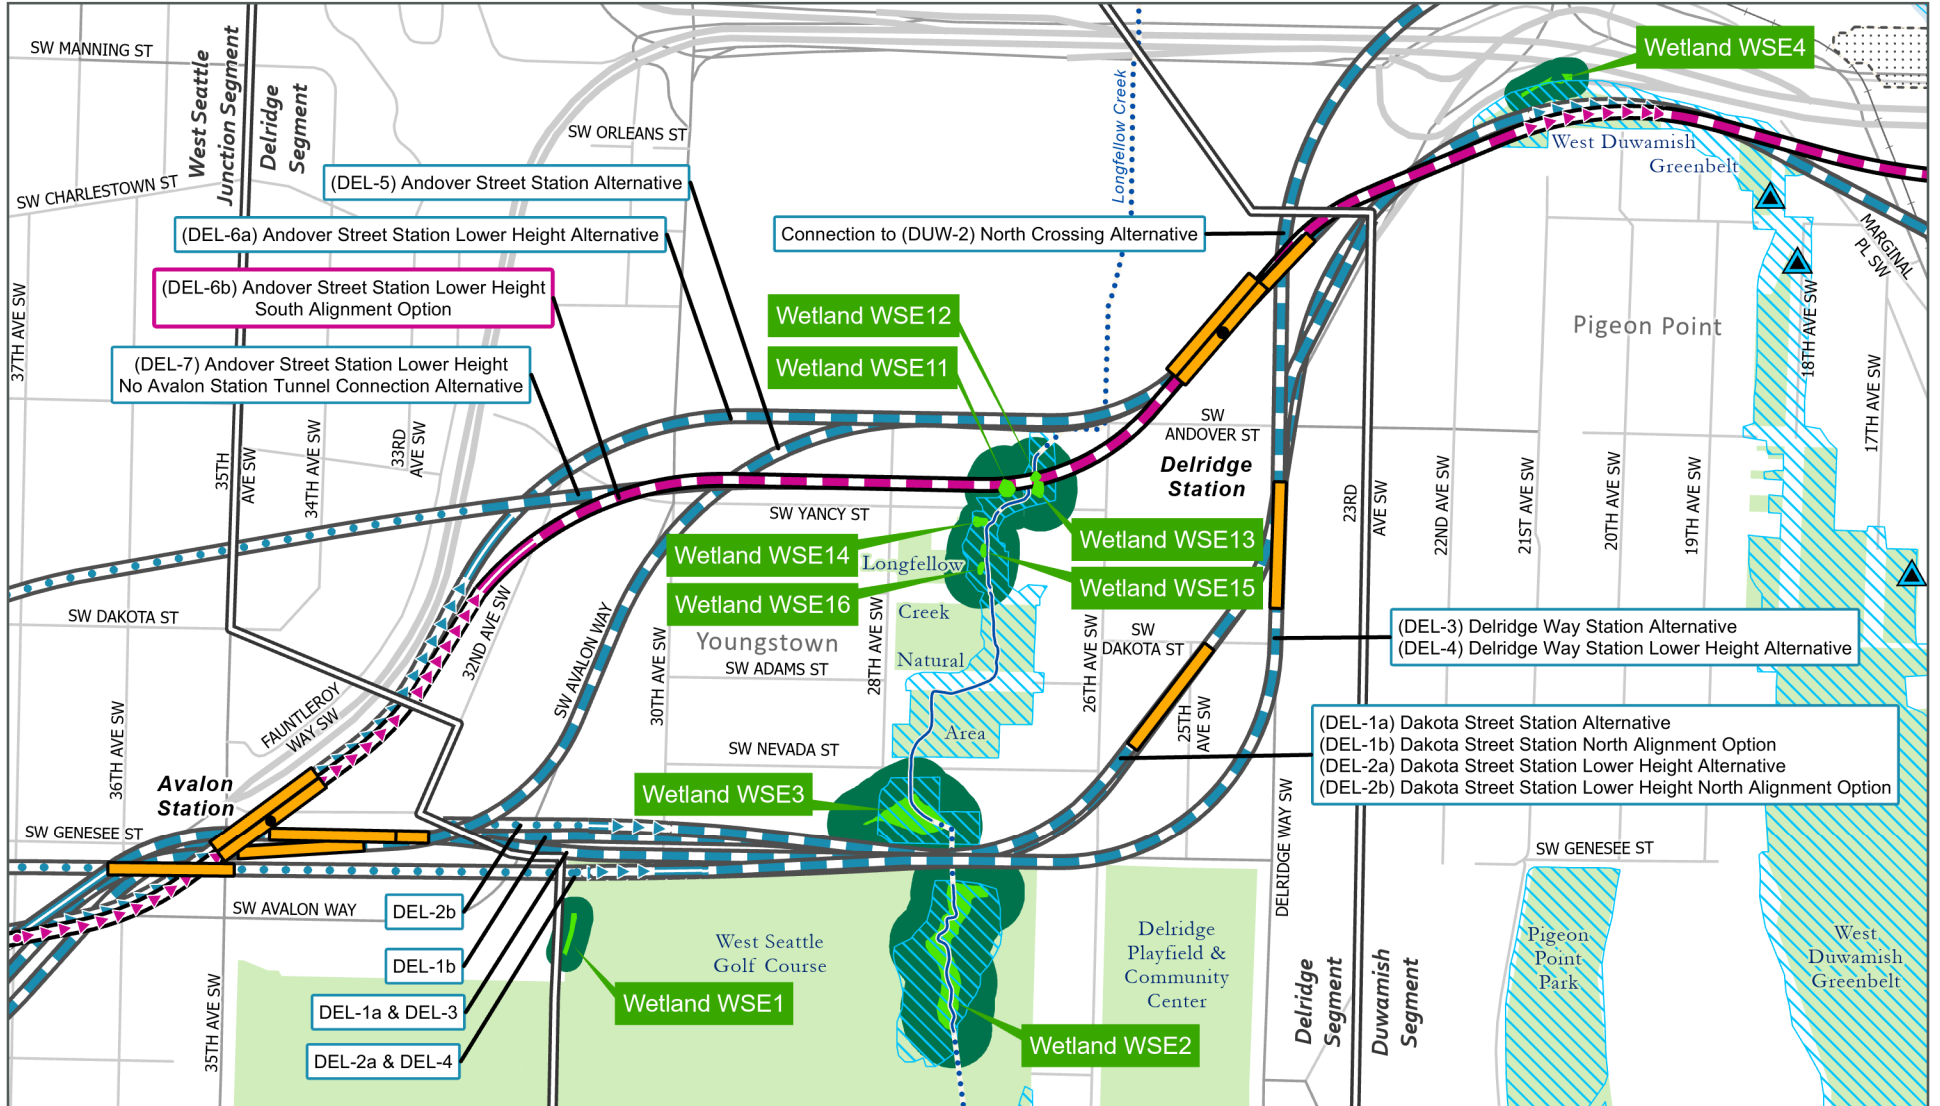 SW MANNING ST
West Seattle
Junction Segment
Delridge
Segment
SW ORLEANS ST
SW CHARLESTOWN ST
Longfellow Creek
Wetland WSE4
West Duwamish
Greenbelt
(DEL-5) Andover Street Station Alternative
(DEL-6a) Andover Street Station Lower Height Alternative
(DEL-6b) Andover Street Station Lower Height
South Alignment Option
(DEL-7) Andover Street Station Lower Height
No Avalon Station Tunnel Connection Alternative
Connection to (DUW-2) North Crossing Alternative
MARGINAL
PL SW
Wetland WSE12
Wetland WSE11
Pigeon Point
37TH AVE SW
18TH AVE SW
17TH AVE SW
SW
ANDOVER ST
Delridge
Station
35TH
AVE SW
34TH AVE SW
33RD
AVE SW
23RD
AVE SW
22ND AVE SW
21ST AVE SW
20TH AVE SW
19TH AVE SW
SW YANCY ST
Wetland WSE14
Wetland WSE13
Longfellow
Wetland WSE16
Wetland WSE15
Creek
Natural
Area
SW DAKOTA ST
32ND AVE SW
SW AVALON WAY
30TH AVE SW
Youngstown
SW ADAMS ST
28TH AVE SW
26TH AVE SW
SW
DAKOTA ST
25TH
AVE SW
(DEL-3) Delridge Way Station Alternative
(DEL-4) Delridge Way Station Lower Height Alternative
(DEL-1a) Dakota Street Station Alternative
(DEL-1b) Dakota Street Station North Alignment Option
(DEL-2a) Dakota Street Station Lower Height Alternative
(DEL-2b) Dakota Street Station Lower Height North Alignment Option
36TH AVE SW
FAUNTLEROY
WAY SW
SW NEVADA ST
Avalon
Station
Wetland WSE3
SW GENESEE ST
DELRIDGE WAY SW
SW GENESEE ST
SW AVALON WAY
DEL-2b
DEL-1b
DEL-1a & DEL-3
DEL-2a & DEL-4
35TH AVE SW
West Seattle
Golf Course
Wetland WSE1
Wetland WSE2
Delridge
Playfield &
Community
Center
Delridge
Segment
Duwamish
Segment
Pigeon
Point
Park
West
Duwamish
Greenbelt